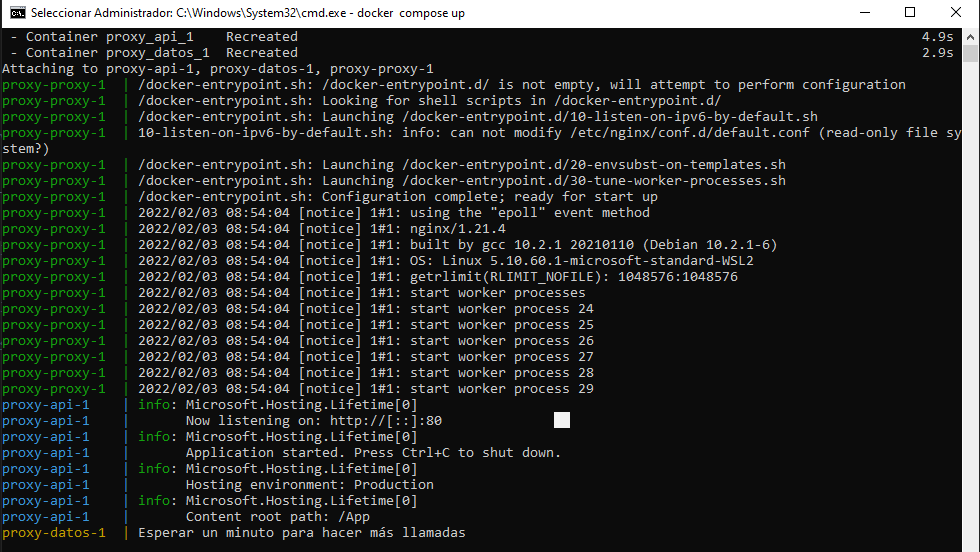 Seleccionar Administrador: C:\Windows\System32\cmd.exe - docker  compose up
- Container proxy_api_1    Recreated    4.9s
- Container proxy_datos_1  Recreated    2.9s
Attaching to proxy-api-1, proxy-datos-1, proxy-proxy-1
proxy-proxy-1  | /docker-entrypoint.sh: /docker-entrypoint.d/ is not empty, will attempt to perform configuration
proxy-proxy-1  | /docker-entrypoint.sh: Looking for shell scripts in /docker-entrypoint.d/
proxy-proxy-1  | /docker-entrypoint.sh: Launching /docker-entrypoint.d/10-listen-on-ipv6-by-default.sh
proxy-proxy-1  | 10-listen-on-ipv6-by-default.sh: info: can not modify /etc/nginx/conf.d/default.conf (read-only file sy
stem?)
proxy-proxy-1  | /docker-entrypoint.sh: Launching /docker-entrypoint.d/20-envsubst-on-templates.sh
proxy-proxy-1  | /docker-entrypoint.sh: Launching /docker-entrypoint.d/30-tune-worker-processes.sh
proxy-proxy-1  | /docker-entrypoint.sh: Configuration complete; ready for start up
proxy-proxy-1  | 2022/02/03 08:54:04 [notice] 1#1: using the "epoll" event method
proxy-proxy-1  | 2022/02/03 08:54:04 [notice] 1#1: nginx/1.21.4
proxy-proxy-1  | 2022/02/03 08:54:04 [notice] 1#1: built by gcc 10.2.1 20210110 (Debian 10.2.1-6)
proxy-proxy-1  | 2022/02/03 08:54:04 [notice] 1#1: OS: Linux 5.10.60.1-microsoft-standard-WSL2
proxy-proxy-1  | 2022/02/03 08:54:04 [notice] 1#1: getrlimit(RLIMIT_NOFILE): 1048576:1048576
proxy-proxy-1  | 2022/02/03 08:54:04 [notice] 1#1: start worker processes
proxy-proxy-1  | 2022/02/03 08:54:04 [notice] 1#1: start worker process 24
proxy-proxy-1  | 2022/02/03 08:54:04 [notice] 1#1: start worker process 25
proxy-proxy-1  | 2022/02/03 08:54:04 [notice] 1#1: start worker process 26
proxy-proxy-1  | 2022/02/03 08:54:04 [notice] 1#1: start worker process 27
proxy-proxy-1  | 2022/02/03 08:54:04 [notice] 1#1: start worker process 28
proxy-proxy-1  | 2022/02/03 08:54:04 [notice] 1#1: start worker process 29
proxy-api-1    | info: Microsoft.Hosting.Lifetime[0]
proxy-api-1    |       Now listening on: http://[::]:80
proxy-api-1    | info: Microsoft.Hosting.Lifetime[0]
proxy-api-1    |       Application started. Press Ctrl+C to shut down.
proxy-api-1    | info: Microsoft.Hosting.Lifetime[0]
proxy-api-1    |       Hosting environment: Production
proxy-api-1    | info: Microsoft.Hosting.Lifetime[0]
proxy-api-1    |       Content root path: /App
proxy-datos-1  | Esperar un minuto para hacer más llamadas